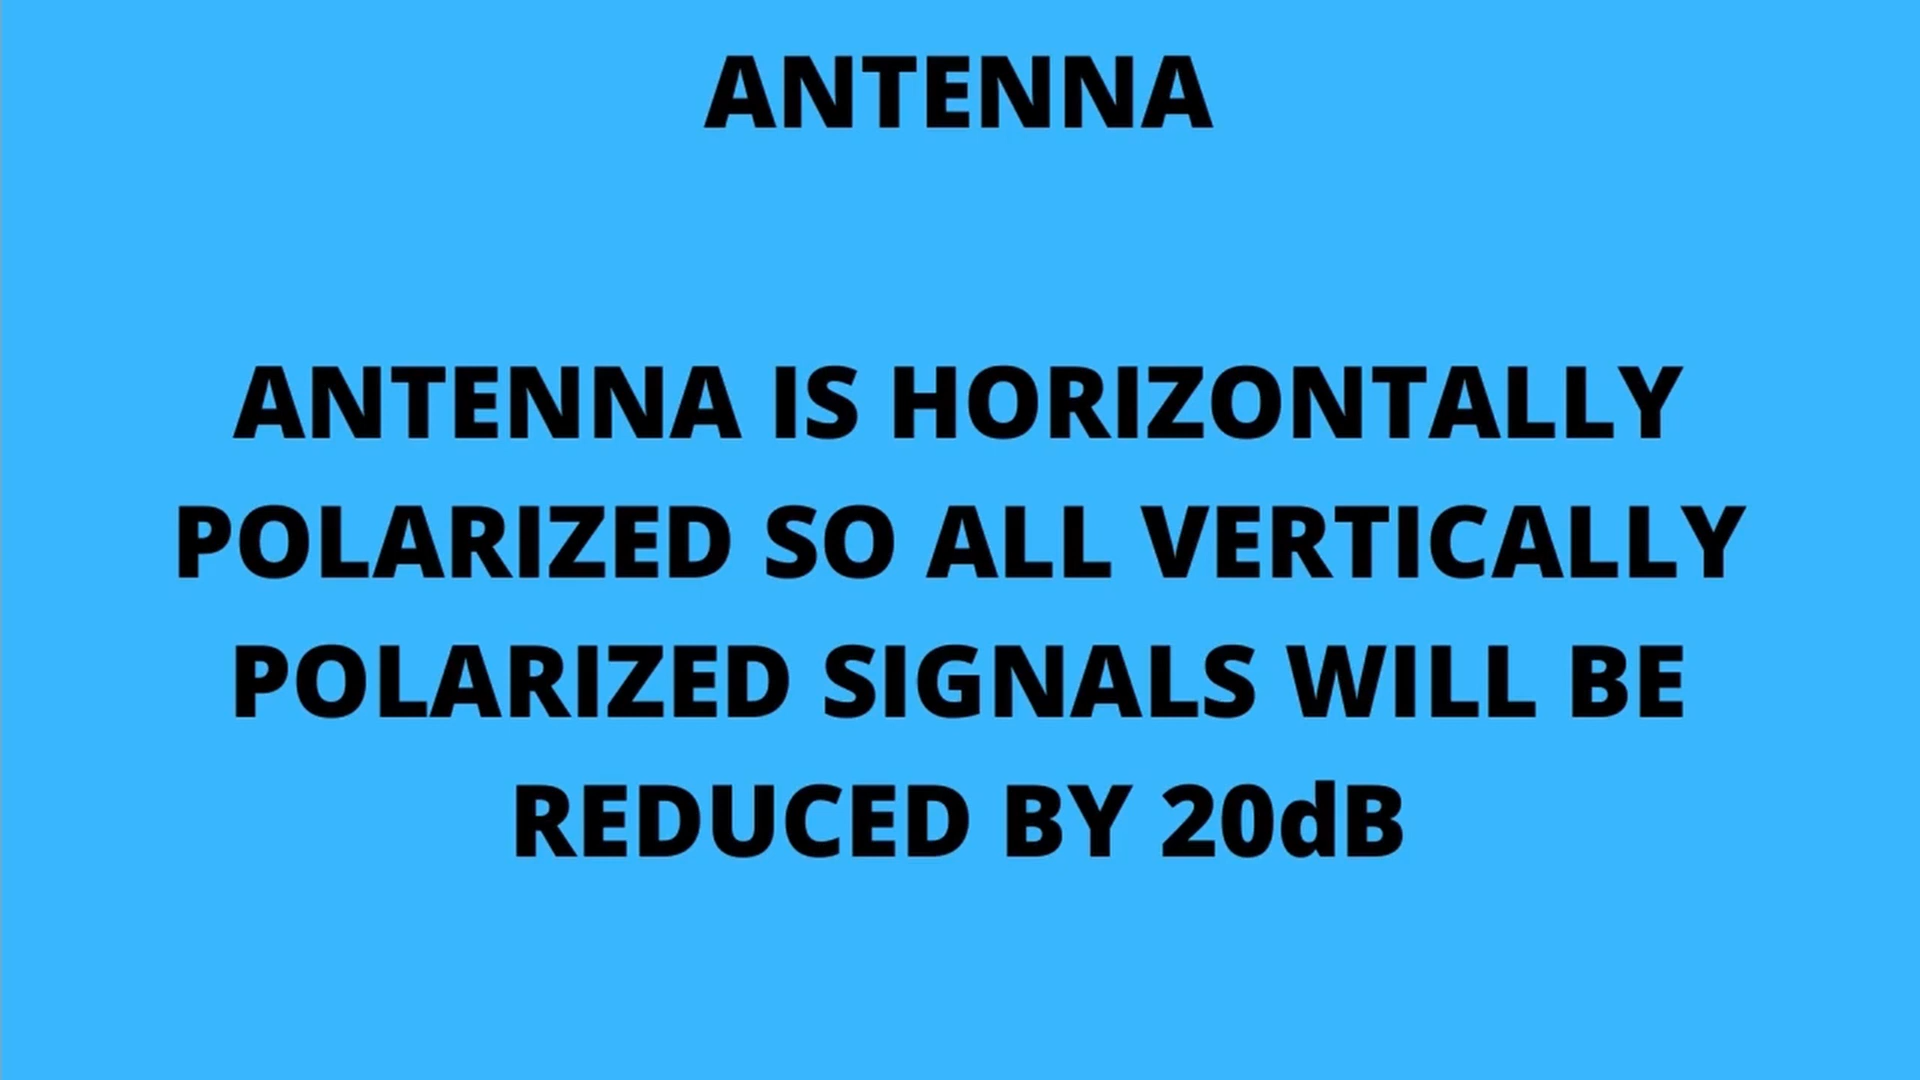 ANTENNA
ANTENNA IS HORIZONTALLY
POLARIZED SO ALL VERTICALLY
POLARIZED SIGNALS WILL BE
REDUCED BY 20dB